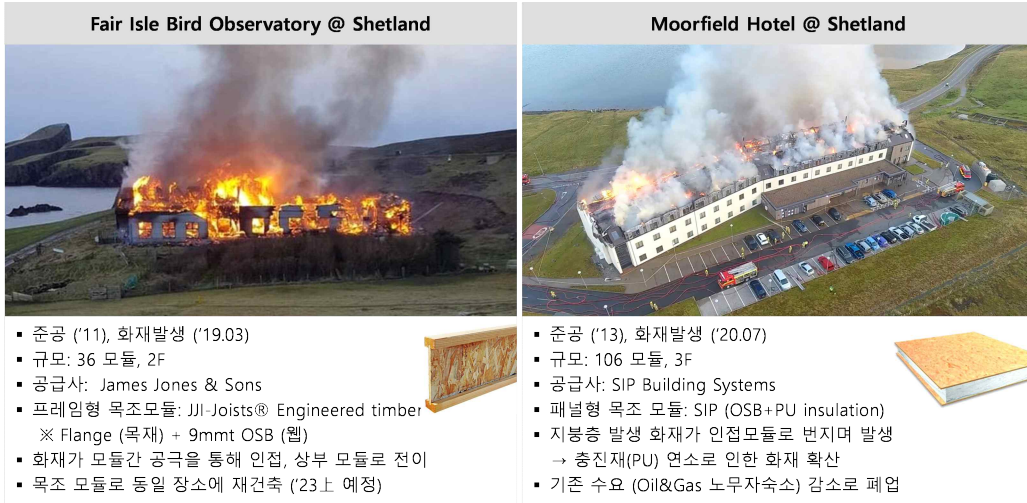 Fair Isle Bird Observatory @ Shetland
▪ 준공 (‘11), 화재발생 (‘19.03)
▪ 규모: 36 모듈, 2F
▪ 공급사: James Jones & Sons
▪ 프레임형 목조모듈: JJI-Joists® Engineered timber
※ Flange (목재) + 9mmt OSB (웹)
▪ 화재가 모듈간 공극을 통해 인접, 상부 모듈로 전이
▪ 목조 모듈로 동일 장소에 재건축 (‘23上 예정)
Moorfield Hotel @ Shetland
▪ 준공 (‘13), 화재발생 (‘20.07)
▪ 규모: 106 모듈, 3F
▪ 공급사: SIP Building Systems
▪ 패널형 목조 모듈: SIP (OSB+PU insulation)
▪ 지붕층 발생 화재가 인접모듈로 번지며 발생
→ 충진재(PU) 연소로 인한 화재 확산
▪ 기존 수요 (Oil&Gas 노무자숙소) 감소로 폐업